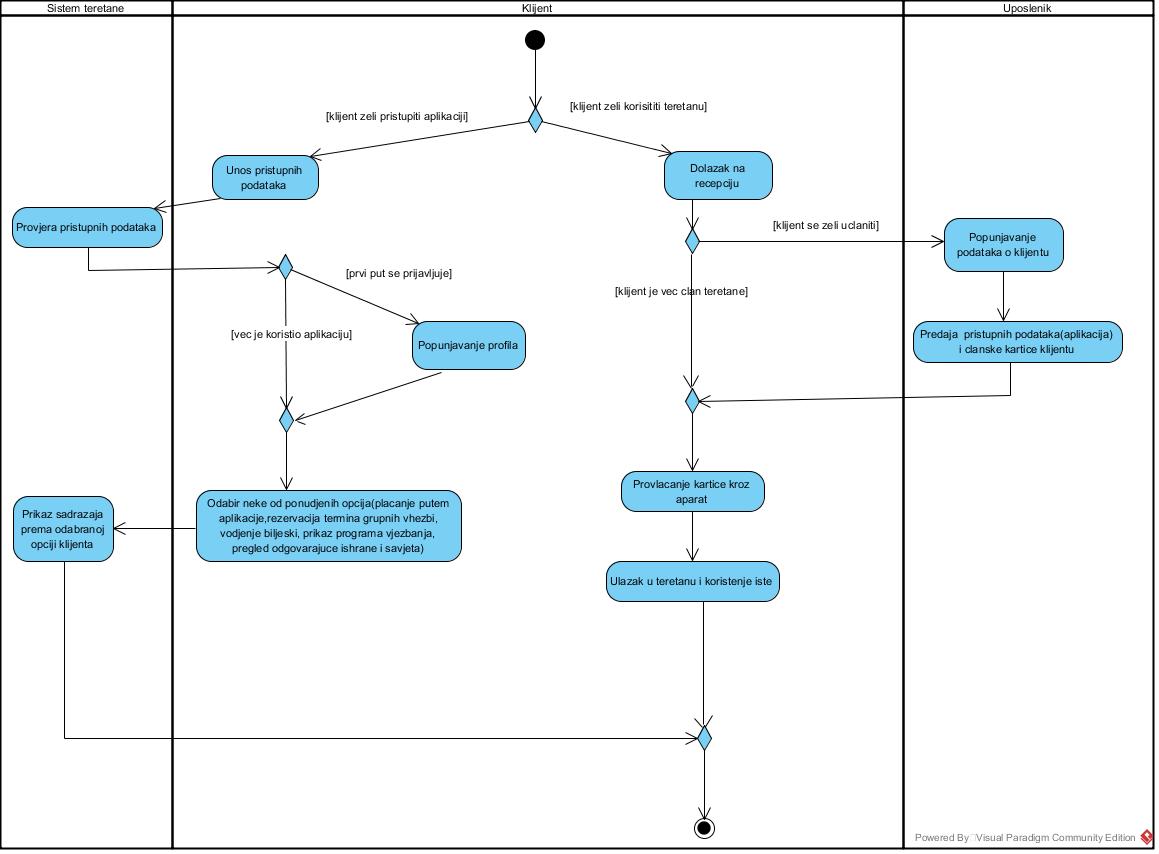 Sistem teretane
Klijent
Uposlenik
[klijent zeli pristupiti aplikaciji]
[klijent zeli korisititi teretanu]
Unos pristupnih
podataka
Dolazak na
recepciju
Provjera pristupnih podataka
[klijent se zeli uclaniti]
Popunjavanje
podataka o klijentu
[prvi put se prijavljuje]
[klijent je vec clan teretane]
[vec je koristio aplikaciju]
Popunjavanje profila
Predaja pristupnih podataka(aplikacija)
i clanske kartice klijentu
Provlacanje kartice kroz
aparat
Prikaz sadrazaja
prema odabranoj
opciji klijenta
Odabir neke od ponudjenih opcija(placanje putem
aplikacije,rezervacija termina grupnih vhezbi,
vodjenje biljeski, prikaz programa vjezbanja,
pregled odgovarajuce ishrane i savjeta)
Ulazak u teretanu i koristenje iste
Powered By Visual Paradigm Community Edition